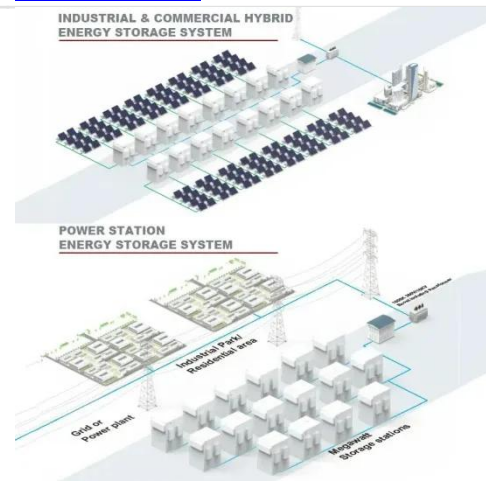 INDUSTRIAL & COMMERCIAL HYBRID
ENERGY STORAGE SYSTEM
POWER STATION
ENERGY STORAGE SYSTEM
Industrial Park/
Residential area
Grid or
Power plant
Megawatt
Storage stations